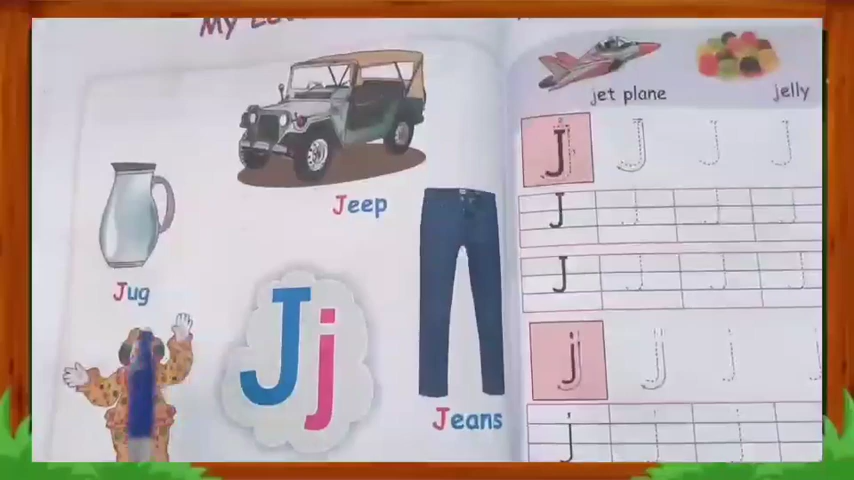 My
Jeep
Jug
Jj
Jeans
jet plane
jelly
J J J J
J J J J
J J J J
j j j j
j j j